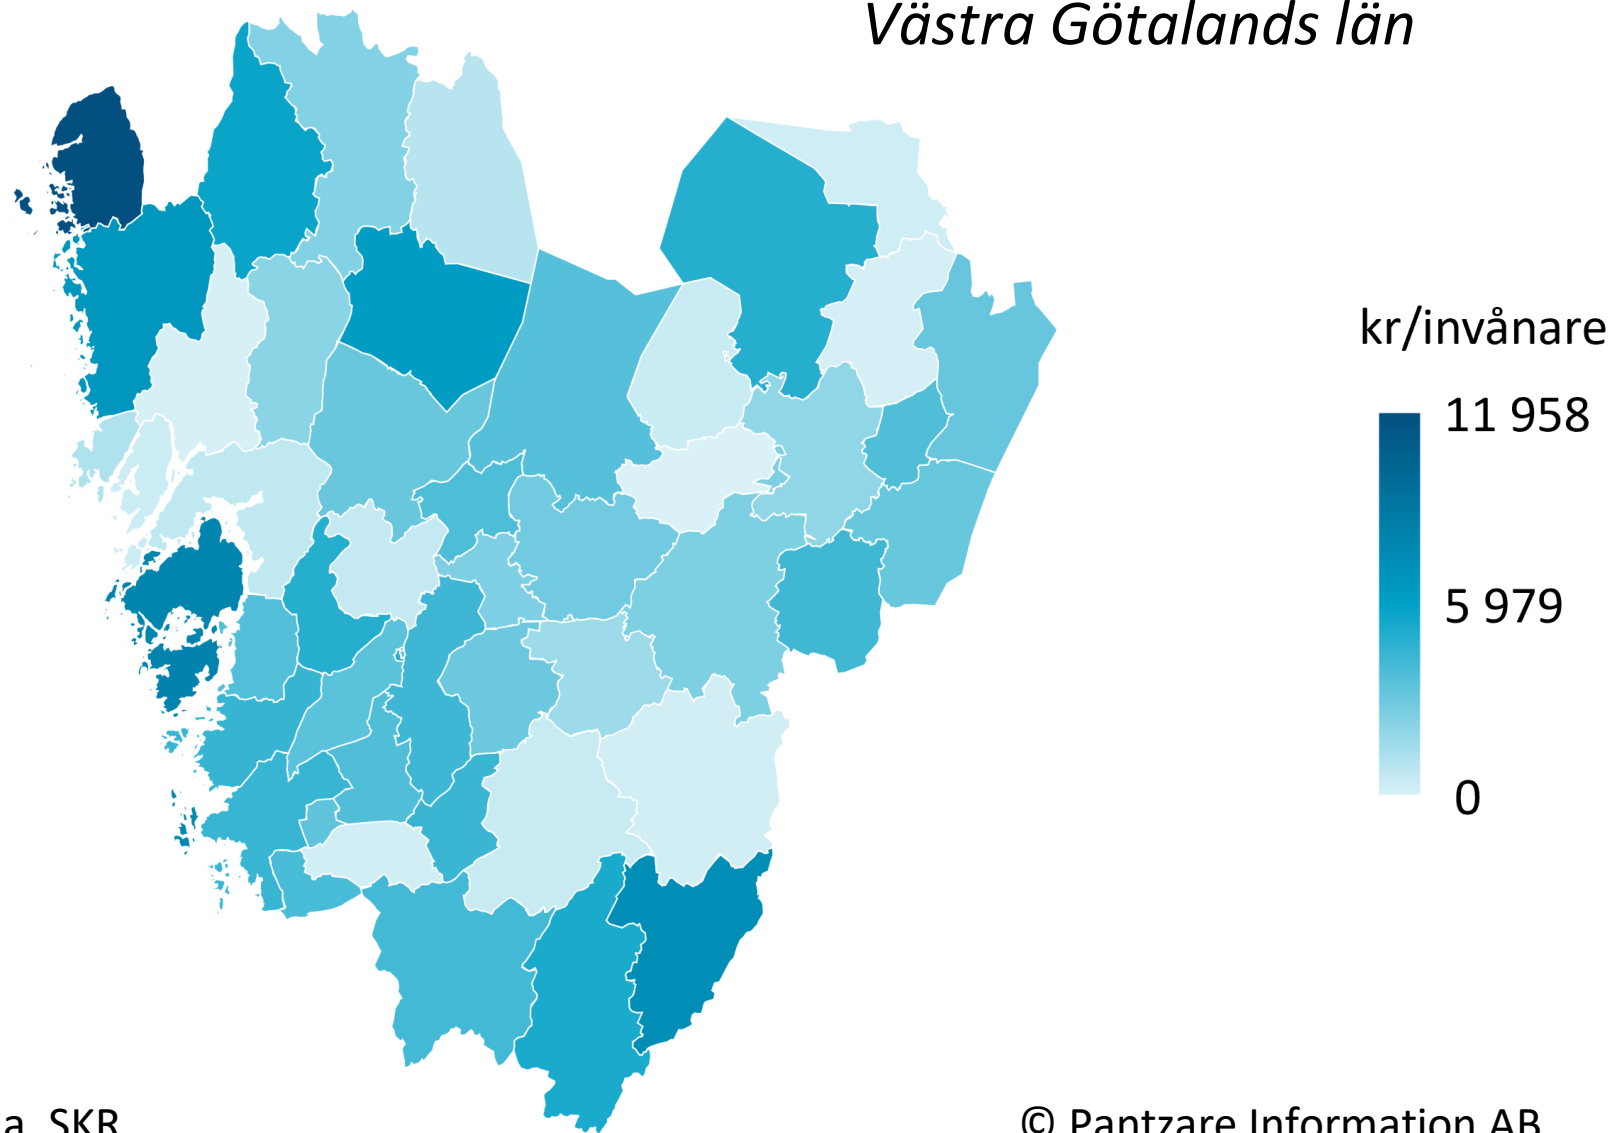 Västra Götalands län
kr/invånare
11 958
5 979
0
a, SKR
© Pantzare Information AB